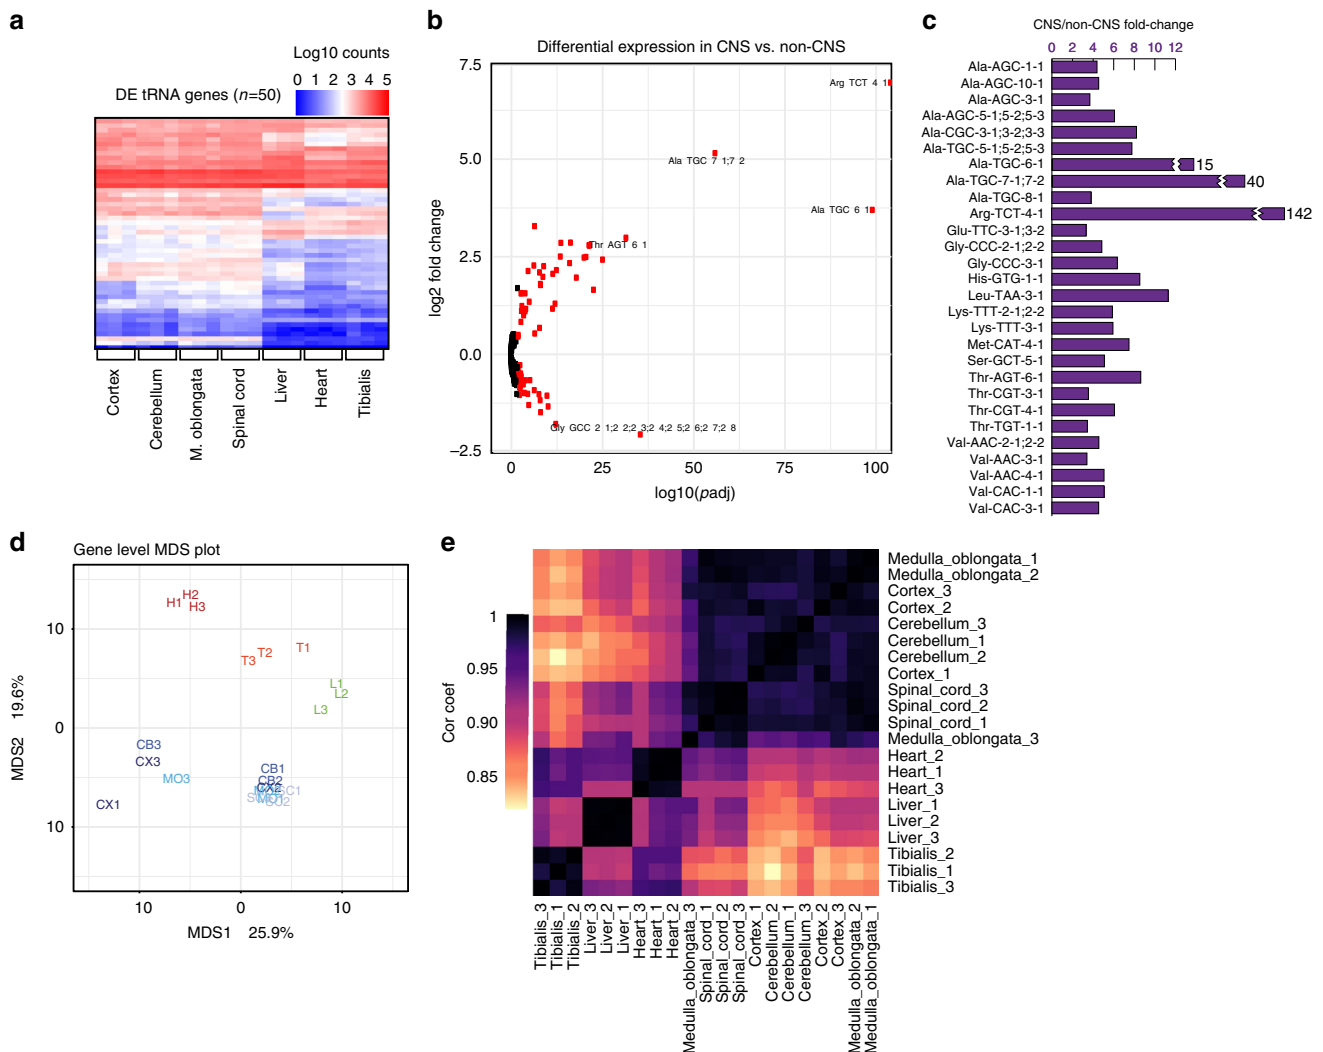 a
Log10 counts
0 1 2 3 4 5
DE tRNA genes (n=50)
Cortex
Cerebellum
M. oblongata
Spinal cord
Liver
Heart
Tibialis
b
Differential expression in CNS vs. non-CNS
log2 fold change
7.5
5.0
2.5
0.0
−2.5
Arg TCT 4 1
Ala TGC 7 1;7 2
Ala TGC 6 1
Thr AGT 6 1
Gly GCC 2 1;2 2;2 3;2 4;2 5;2 6;2 7;2 8
0 25 50 75 100
log10(padj)
c
CNS/non-CNS fold-change
0 2 4 6 8 10 12
Ala-AGC-1-1
Ala-AGC-10-1
Ala-AGC-3-1
Ala-AGC-5-1;5-2;5-3
Ala-CGC-3-1;3-2;3-3
Ala-TGC-5-1;5-2;5-3
Ala-TGC-6-1 15
Ala-TGC-7-1;7-2 40
Ala-TGC-8-1
Arg-TCT-4-1 142
Glu-TTC-3-1;3-2
Gly-CCC-2-1;2-2
Gly-CCC-3-1
His-GTG-1-1
Leu-TAA-3-1
Lys-TTT-2-1;2-2
Lys-TTT-3-1
Met-CAT-4-1
Ser-GCT-5-1
Thr-AGT-6-1
Thr-CGT-3-1
Thr-CGT-4-1
Thr-TGT-1-1
Val-AAC-2-1;2-2
Val-AAC-3-1
Val-AAC-4-1
Val-CAC-1-1
Val-CAC-3-1
d
Gene level MDS plot
MDS2 19.6%
10
0
10
H1
H2
H3
T3
T2
T1
L1
L2
L3
CB3
CX3
MO3
CX1
CB1
CB2
CX2
SC1
MO1
10 0 10
MDS1 25.9%
e
Cor coef
1
0.95
0.90
0.85
Medulla_oblongata_1
Medulla_oblongata_2
Cortex_3
Cortex_2
Cerebellum_3
Cerebellum_1
Cerebellum_2
Cortex_1
Spinal_cord_3
Spinal_cord_2
Spinal_cord_1
Medulla_oblongata_3
Heart_2
Heart_1
Heart_3
Liver_1
Liver_2
Liver_3
Tibialis_2
Tibialis_1
Tibialis_3
Tibialis_3
Tibialis_1
Tibialis_2
Liver_3
Liver_2
Liver_1
Heart_3
Heart_1
Heart_2
Medulla_oblongata_3
Spinal_cord_1
Spinal_cord_2
Spinal_cord_3
Cortex_1
Cerebellum_2
Cerebellum_1
Cerebellum_3
Cortex_2
Cortex_3
Medulla_oblongata_2
Medulla_oblongata_1